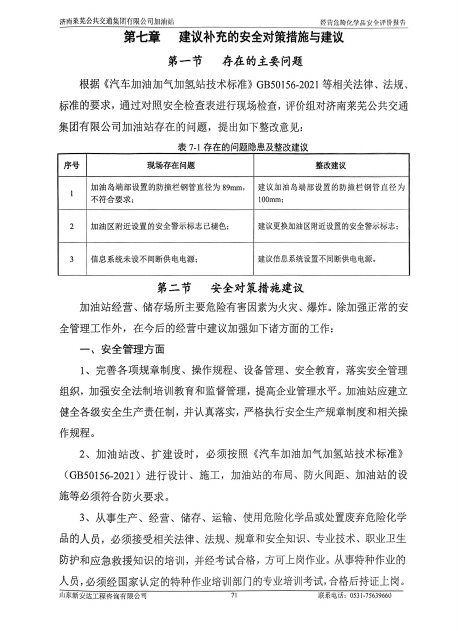 济南莱芜公共交通集团有限公司加油站 经营危险化学品安全评价报告
第七章 建议补充的安全对策措施与建议
第一节 存在的主要问题
根据《汽车加油加气加氢站技术标准》GB50156-2021 等相关法律、法规、
标准的要求，通过对照安全检查表进行现场检查，评价组对济南莱芜公共交通
集团有限公司加油站存在的问题，提出如下整改意见：
表 7-1 存在的问题隐患及整改建议
序号 现场存在问题 整改建议
1 加油岛端部设置的防撞栏钢管直径为 89mm， 建议加油岛端部设置的防撞栏钢管直径为
不符合要求； 100mm；
2 加油区附近设置的安全警示标志已褪色； 建议更换加油区附近设置的安全警示标志；
3 信息系统未设不间断供电电源； 建议信息系统设置不间断供电电源。
第二节 安全对策措施建议
加油站经营、储存场所主要危险有害因素为火灾、爆炸。除加强正常的安
全管理工作外，在今后的经营中建议加强如下诸方面的工作：
一、安全管理方面
1、完善各项规章制度、操作规程、设备管理、安全教育，落实安全管理
组织，加强安全法制培训教育和监督管理，提高企业管理水平。加油站应建立
健全各级安全生产责任制，并认真落实，严格执行安全生产规章制度和相关操
作规程。
2、加油站改、扩建设时，必须按照《汽车加油加气加氢站技术标准》
（GB50156-2021）进行设计、施工，加油站的布局、防火间距、加油站的设
施等必须符合防火要求。
3、从事生产、经营、储存、运输、使用危险化学品或处置废弃危险化学
品的人员，必须接受相关法律、法规、规章和安全知识、专业技术、职业卫生
防护和应急救援知识的培训，并经考试合格，方可上岗作业。从事特种作业的
人员，必须经国家认定的特种作业培训部门的专业培训考试，合格后持证上岗。
山东新安达工程咨询有限公司 71 联系电话：0531-75639660